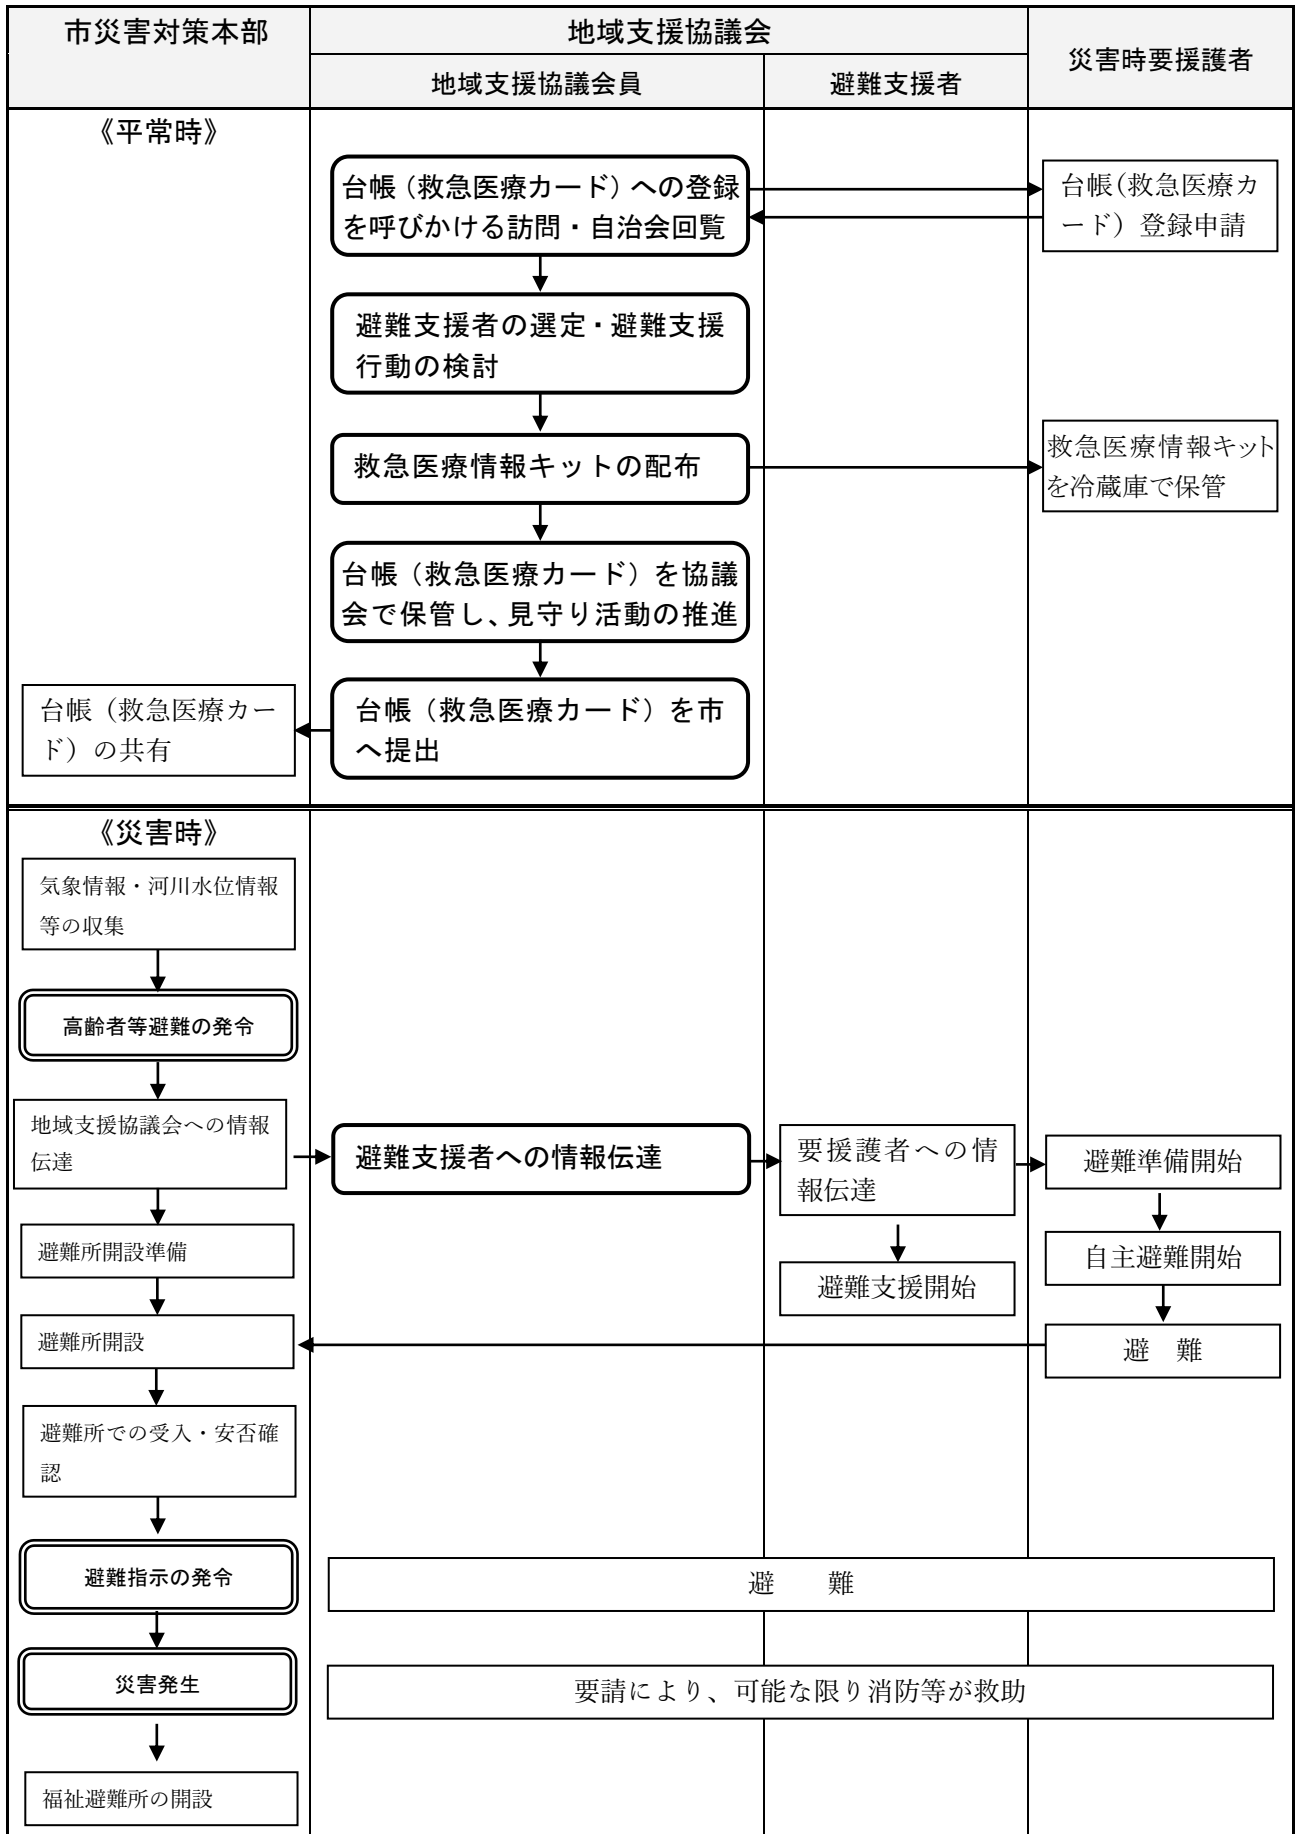 市災害対策本部
地域支援協議会
地域支援協議会員
避難支援者
災害時要援護者
《平常時》
台帳（救急医療カード）への登録
を呼びかける訪問・自治会回覧
台帳（救急医療カ
ード）登録申請
避難支援者の選定・避難支援
行動の検討
救急医療情報キットの配布
救急医療情報キット
を冷蔵庫で保管
台帳（救急医療カード）を協議
会で保管し、見守り活動の推進
台帳（救急医療カー
ド）の共有
台帳（救急医療カード）を市
へ提出
《災害時》
気象情報・河川水位情報
等の収集
高齢者等避難の発令
地域支援協議会への情報
伝達
避難支援者への情報伝達
要援護者への情
報伝達
避難準備開始
避難所開設準備
避難支援開始
自主避難開始
避難所開設
避　難
避難所での受入・安否確
認
避難指示の発令
避　　難
災害発生
要請により、可能な限り消防等が救助
福祉避難所の開設